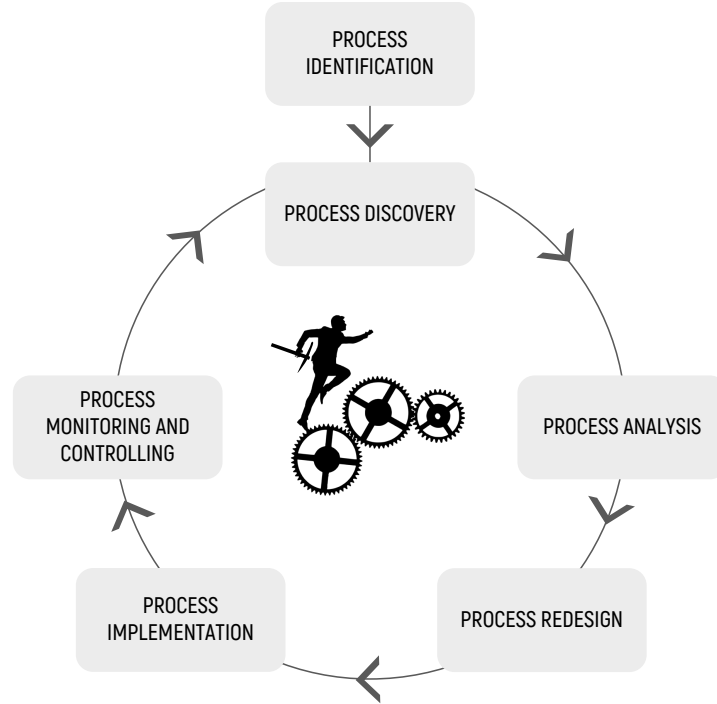 PROCESS
IDENTIFICATION
PROCESS DISCOVERY
PROCESS ANALYSIS
PROCESS REDESIGN
PROCESS
IMPLEMENTATION
PROCESS
MONITORING AND
CONTROLLING